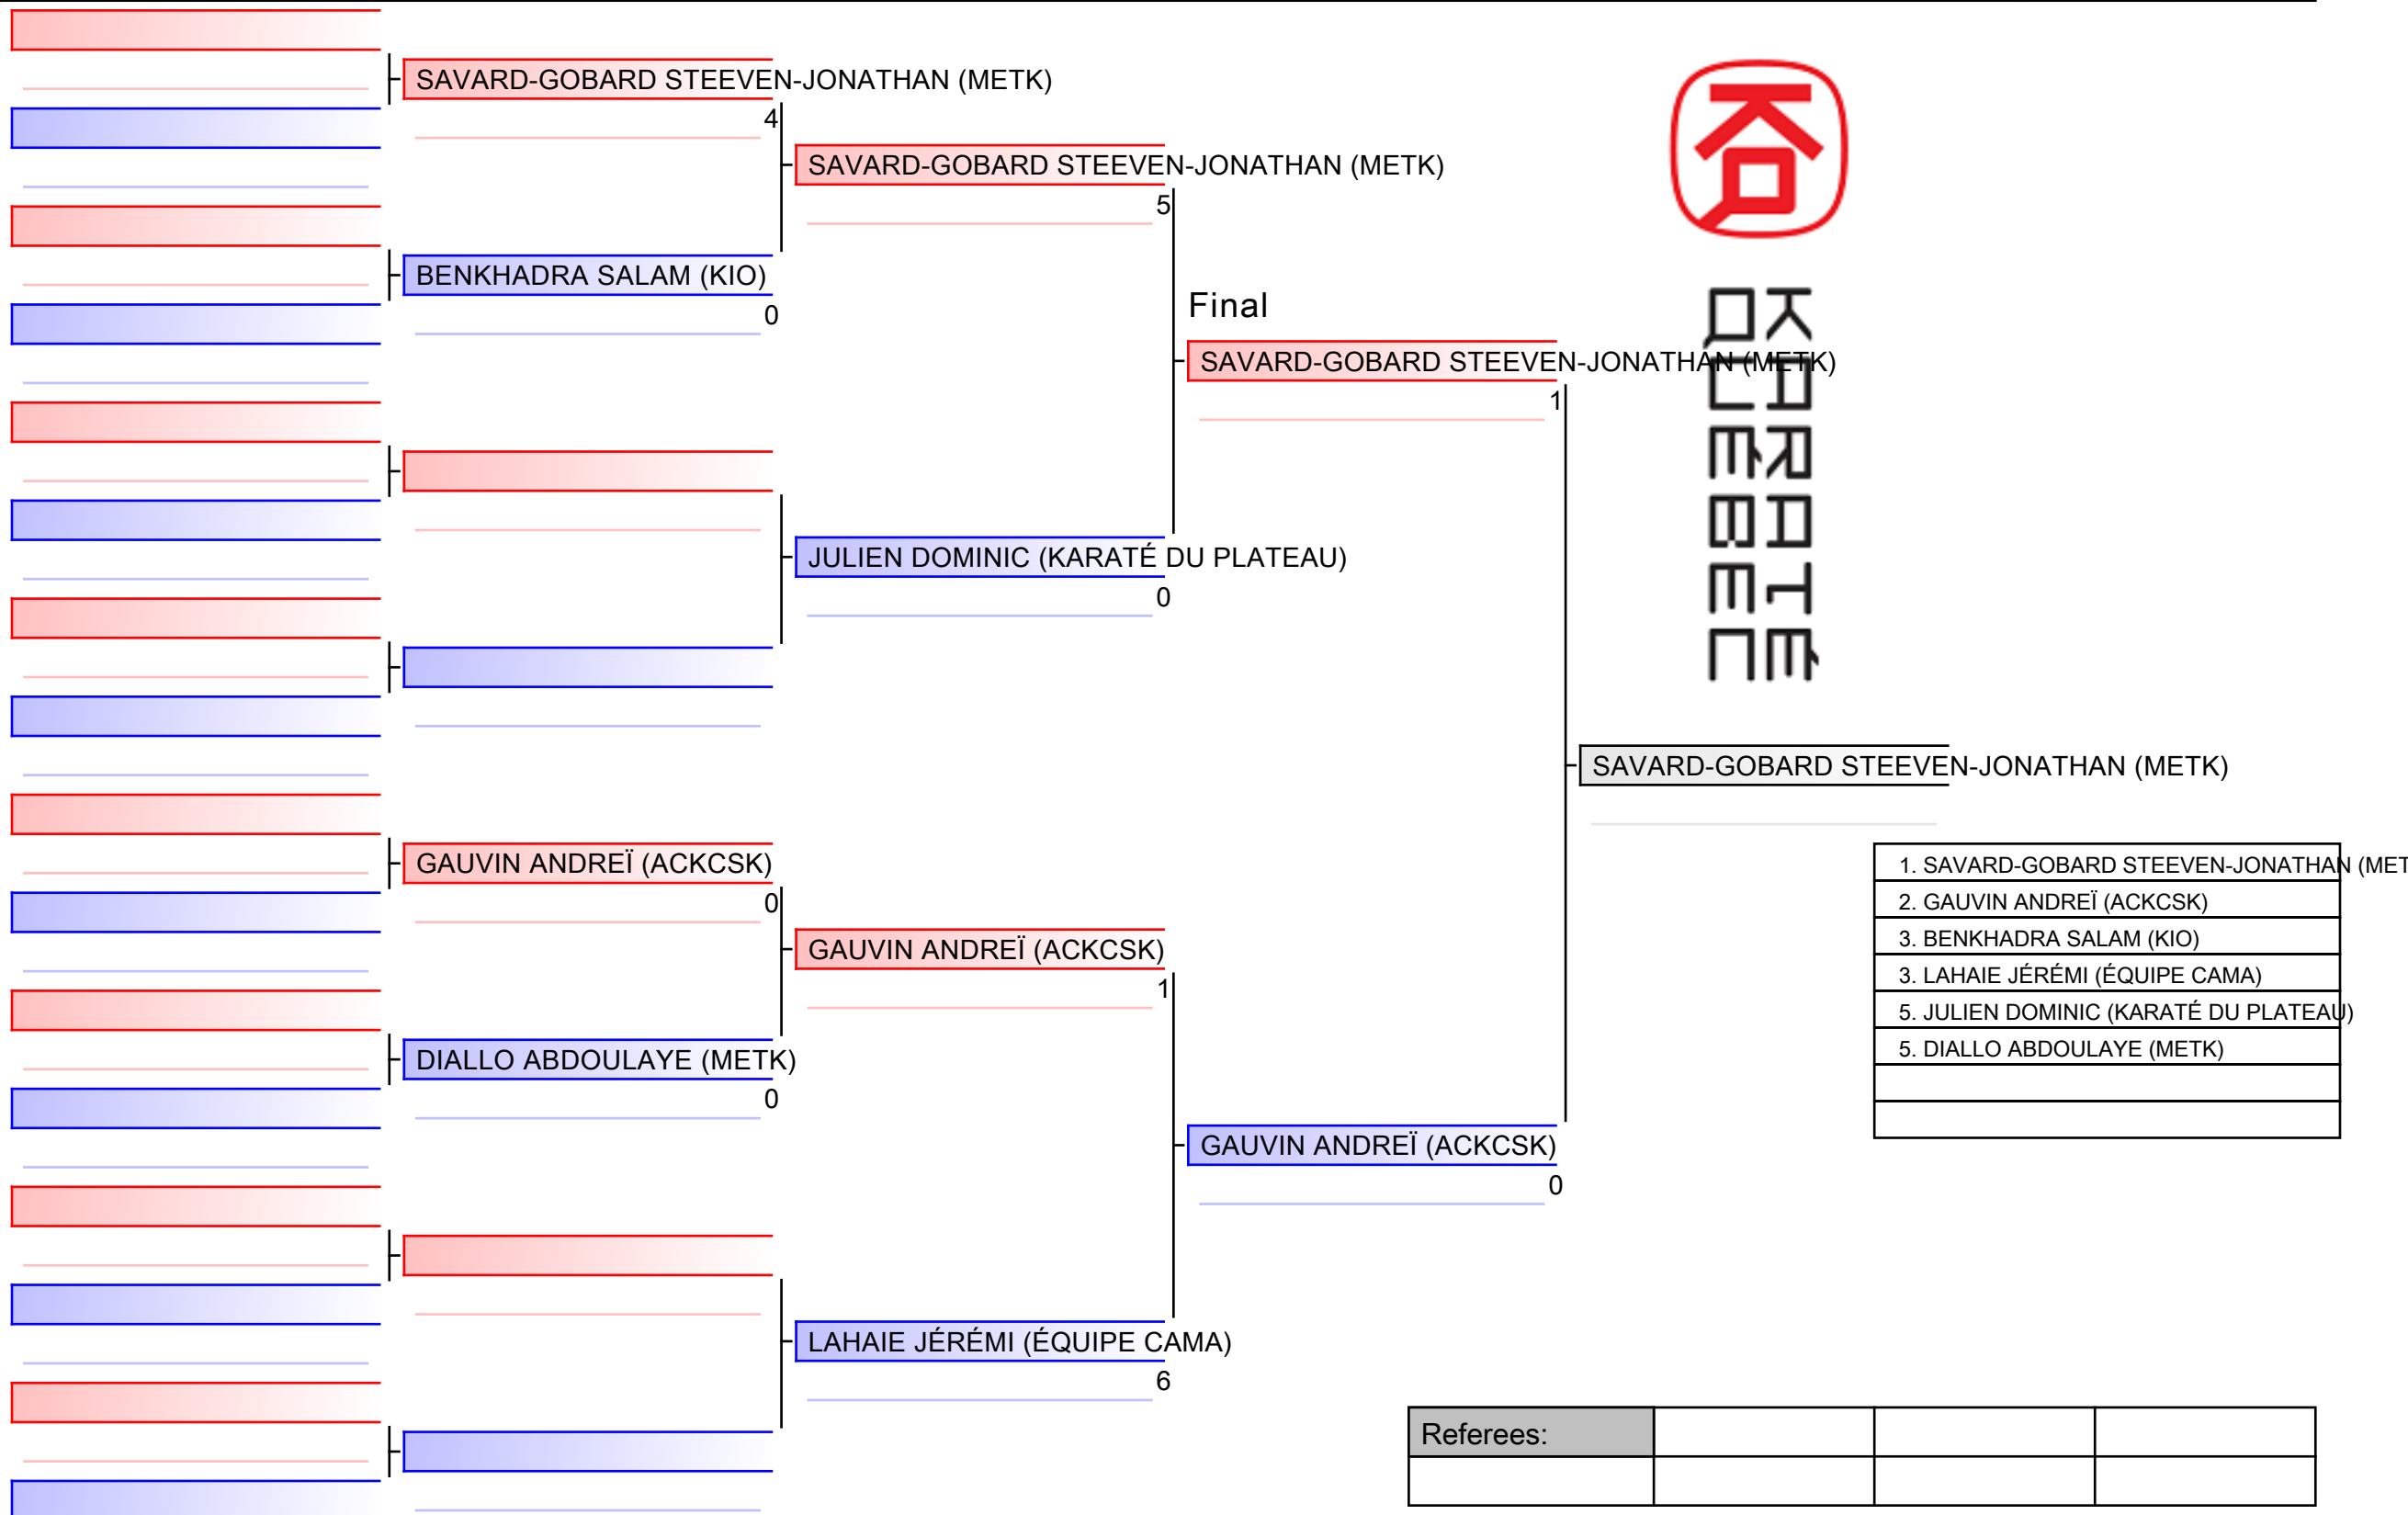 SAVARD-GOBARD STEEVEN-JONATHAN (METK)
4
SAVARD-GOBARD STEEVEN-JONATHAN (METK)
5
BENKHADRA SALAM (KIO)
0
Final
SAVARD-GOBARD STEEVEN-JONATHAN (METK)
1
JULIEN DOMINIC (KARATÉ DU PLATEAU)
0
KARATÉ
QUÉBEC
SAVARD-GOBARD STEEVEN-JONATHAN (METK)
GAUVIN ANDREÏ (ACKCSK)
0
GAUVIN ANDREÏ (ACKCSK)
1
DIALLO ABDOULAYE (METK)
0
GAUVIN ANDREÏ (ACKCSK)
0
LAHAIE JÉRÉMI (ÉQUIPE CAMA)
6
1. SAVARD-GOBARD STEEVEN-JONATHAN (MET
2. GAUVIN ANDREÏ (ACKCSK)
3. BENKHADRA SALAM (KIO)
3. LAHAIE JÉRÉMI (ÉQUIPE CAMA)
5. JULIEN DOMINIC (KARATÉ DU PLATEAU)
5. DIALLO ABDOULAYE (METK)
Referees: